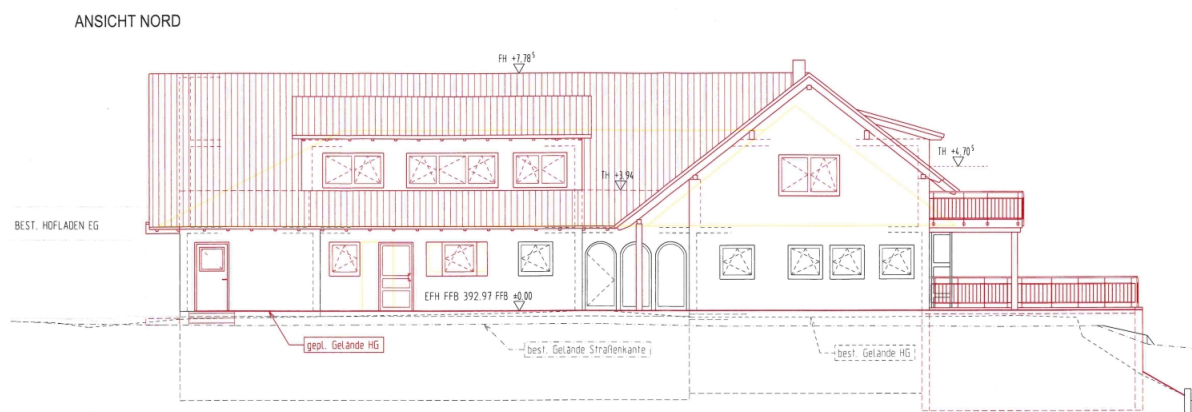 ANSICHT NORD
FH +7.78⁵
TH +4.70⁵
TH +3.94
BEST. HOFLADEN EG
EFH FFB 392.97 FFB ±0.00
gepl. Gelände HG
best. Gelände Straßenkante
best. Gelände HG